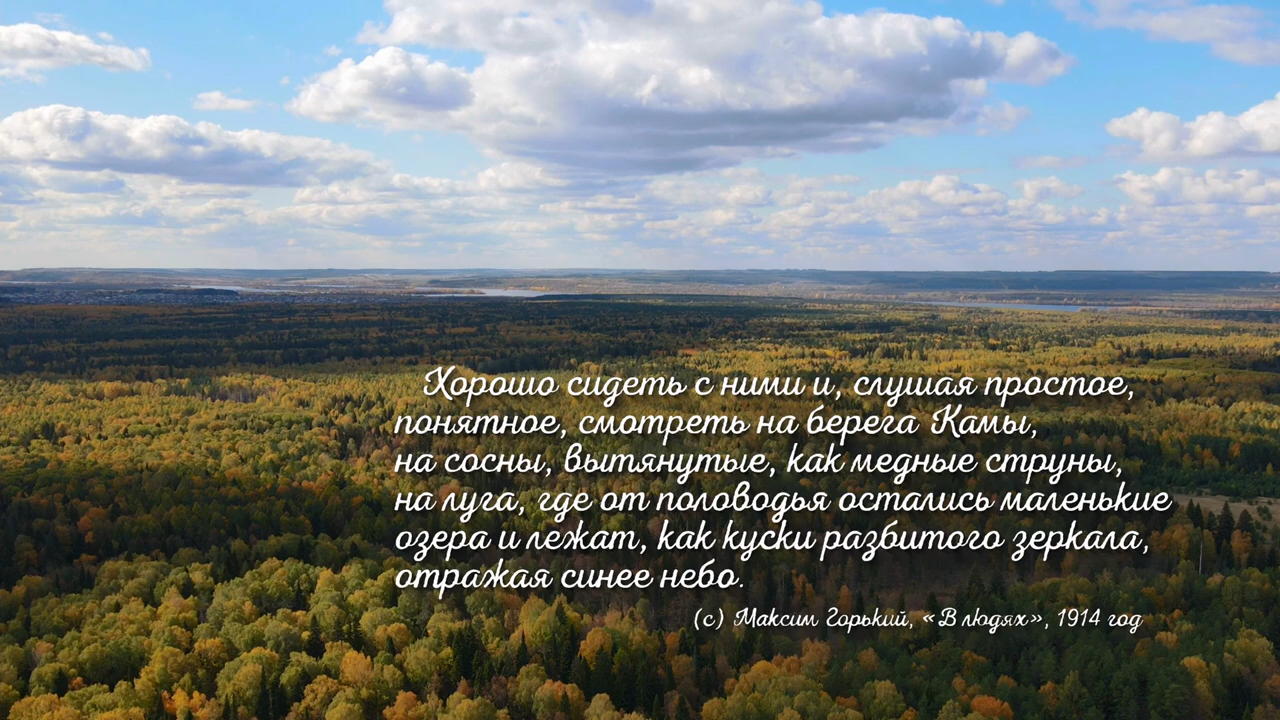 Хорошо сидеть с ними и, слушая простое,
понятное, смотреть на берега Камы,
на сосны, вытянутые, как медные струны,
на луга, где от половодья остались маленькие
озера и лежат, как куски разбитого зеркала,
отражая синее небо.
(с) Максим Горький, «В людях», 1914 год